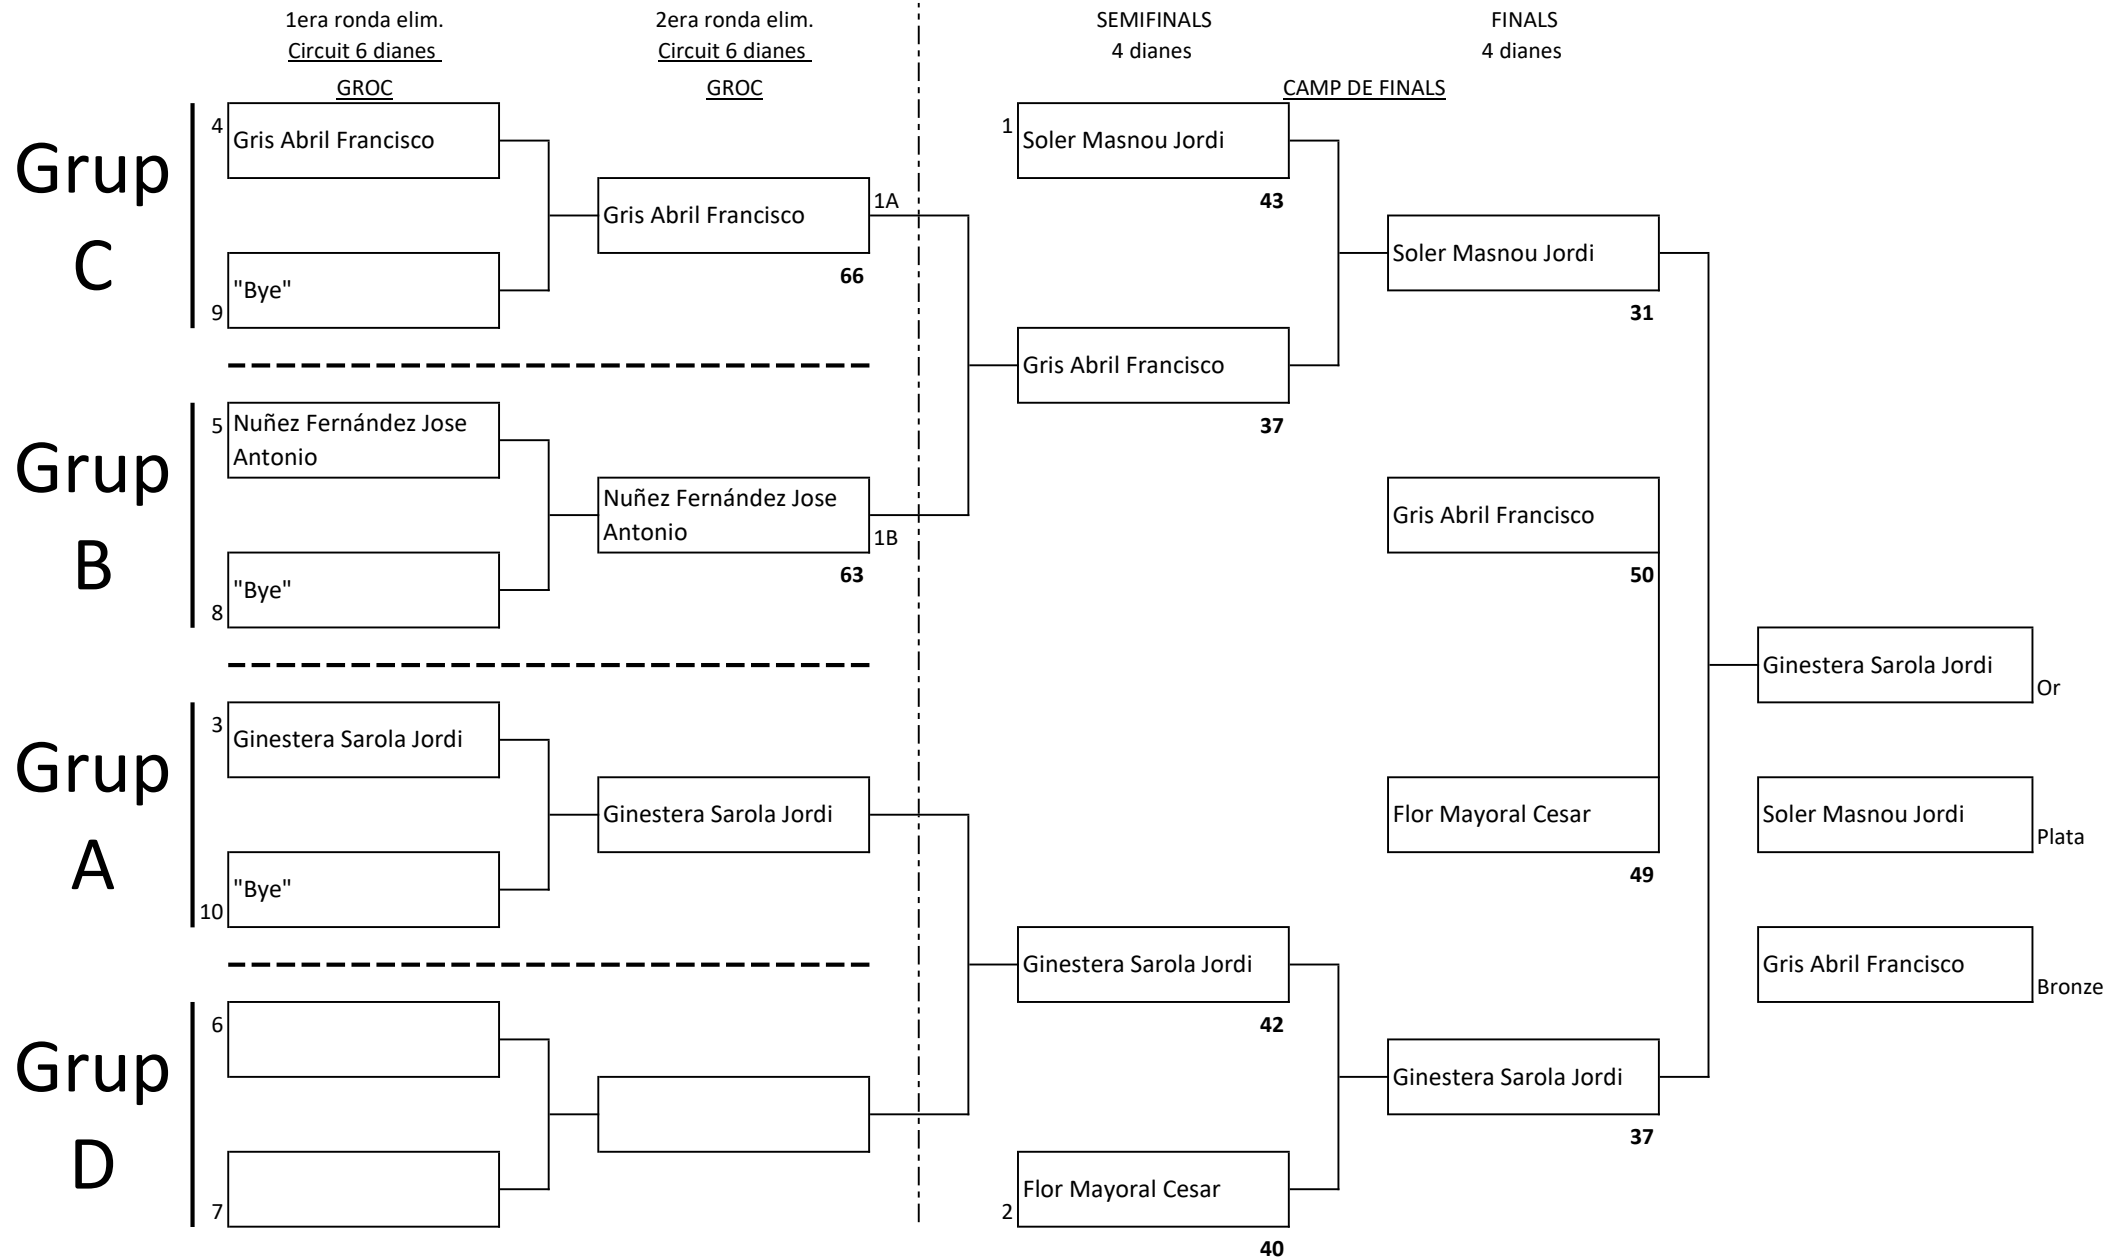 1era ronda elim.
Circuit 6 dianes
GROC
2era ronda elim.
Circuit 6 dianes
GROC
SEMIFINALS
4 dianes
FINALS
4 dianes
CAMP DE FINALS
Grup
C
4
Gris Abril Francisco
"Bye"
9
Gris Abril Francisco
1A
66
Grup
B
5
Nuñez Fernández Jose
Antonio
"Bye"
8
Nuñez Fernández Jose
Antonio
1B
63
Grup
A
3
Ginestera Sarola Jordi
"Bye"
10
Ginestera Sarola Jordi
Grup
D
6
7
1
Soler Masnou Jordi
43
Gris Abril Francisco
37
Ginestera Sarola Jordi
42
Flor Mayoral Cesar
2
40
Soler Masnou Jordi
31
Gris Abril Francisco
50
Flor Mayoral Cesar
49
Ginestera Sarola Jordi
37
Ginestera Sarola Jordi
Or
Soler Masnou Jordi
Plata
Gris Abril Francisco
Bronze